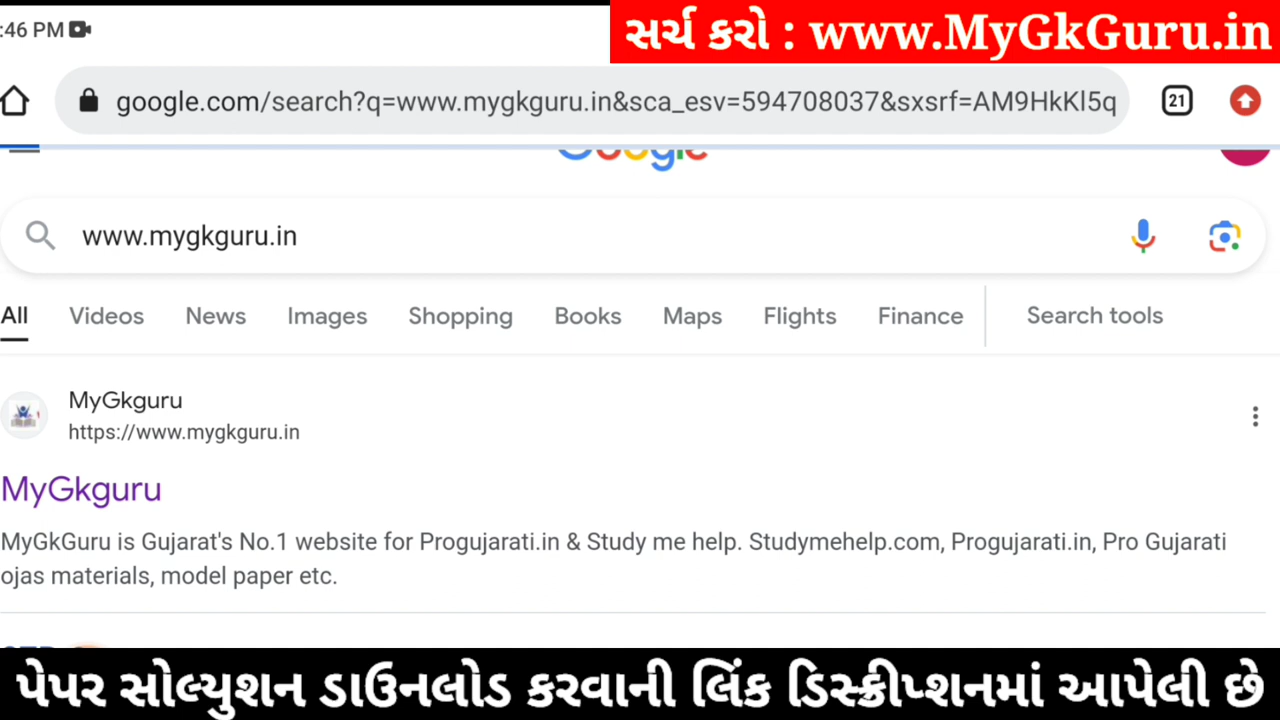 :46 PM
સર્ચ કરો : www.MyGkGuru.in
google.com/search?q=www.mygkguru.in&sca_esv=594708037&sxsrf=AM9HkKl5q
21
Google
www.mygkguru.in
All Videos News Images Shopping Books Maps Flights Finance Search tools
MyGkguru
https://www.mygkguru.in
MyGkguru
MyGkGuru is Gujarat's No.1 website for Progujarati.in & Study me help. Studymehelp.com, Progujarati.in, Pro Gujarati
ojas materials, model paper etc.
પેપર સોલ્યુશન ડાઉનલોડ કરવાની લિંક ડિસ્ક્રીપ્શનમાં આપેલી છે